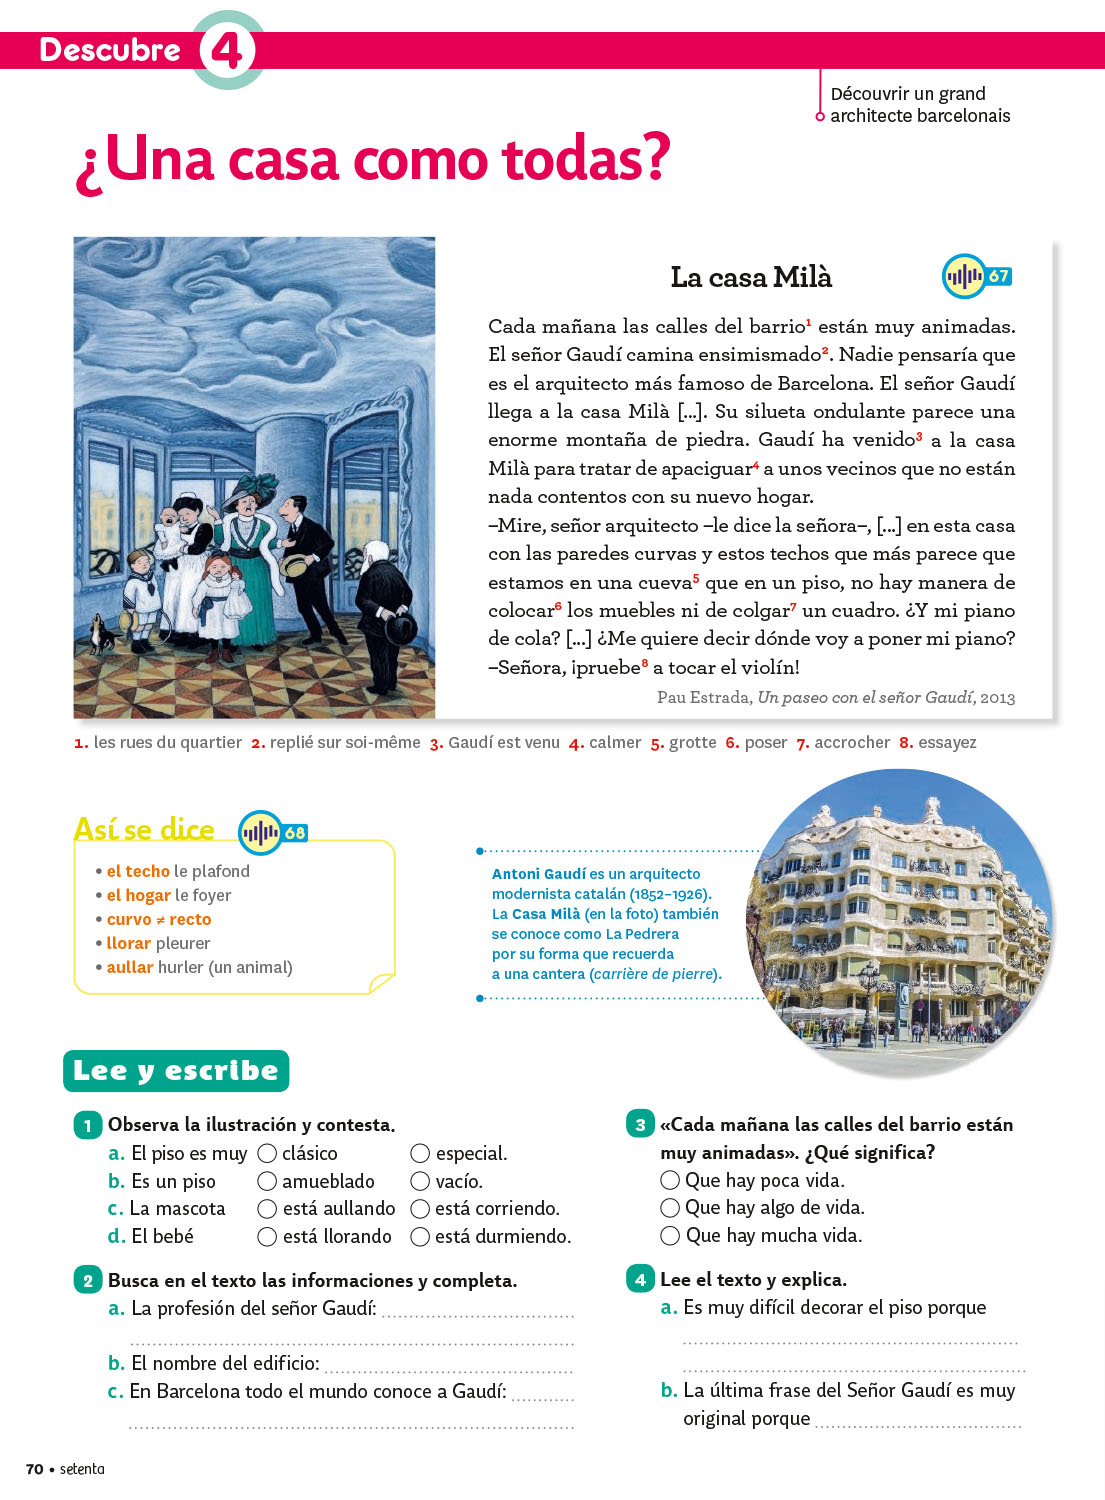 Descubre 4
Découvrir un grand
architecte barcelonais
¿Una casa como todas?
La casa Milà
67
Cada mañana las calles del barrio¹ están muy animadas.
El señor Gaudí camina ensimismado². Nadie pensaría que
es el arquitecto más famoso de Barcelona. El señor Gaudí
llega a la casa Milà [...]. Su silueta ondulante parece una
enorme montaña de piedra. Gaudí ha venido³ a la casa
Milà para tratar de apaciguar⁴ a unos vecinos que no están
nada contentos con su nuevo hogar.
–Mire, señor arquitecto –le dice la señora–, [...] en esta casa
con las paredes curvas y estos techos que más parece que
estamos en una cueva⁵ que en un piso, no hay manera de
colocar⁶ los muebles ni de colgar⁷ un cuadro. ¿Y mi piano
de cola? [...] ¿Me quiere decir dónde voy a poner mi piano?
–Señora, ¡pruebe⁸ a tocar el violín!
Pau Estrada, Un paseo con el señor Gaudí, 2013
1. les rues du quartier 2. replié sur soi-même 3. Gaudí est venu 4. calmer 5. grotte 6. poser 7. accrocher 8. essayez
Así se dice
68
• el techo le plafond
• el hogar le foyer
• curvo ≠ recto
• llorar pleurer
• aullar hurler (un animal)
Antoni Gaudí es un arquitecto
modernista catalán (1852–1926).
La Casa Milà (en la foto) también
se conoce como La Pedrera
por su forma que recuerda
a una cantera (carrière de pierre).
Lee y escribe
1 Observa la ilustración y contesta.
a. El piso es muy clásico especial.
b. Es un piso amueblado vacío.
c. La mascota está aullando está corriendo.
d. El bebé está llorando está durmiendo.
2 Busca en el texto las informaciones y completa.
a. La profesión del señor Gaudí:
b. El nombre del edificio:
c. En Barcelona todo el mundo conoce a Gaudí:
3 «Cada mañana las calles del barrio están
muy animadas». ¿Qué significa?
Que hay poca vida.
Que hay algo de vida.
Que hay mucha vida.
4 Lee el texto y explica.
a. Es muy difícil decorar el piso porque
b. La última frase del Señor Gaudí es muy
original porque
70 • setenta